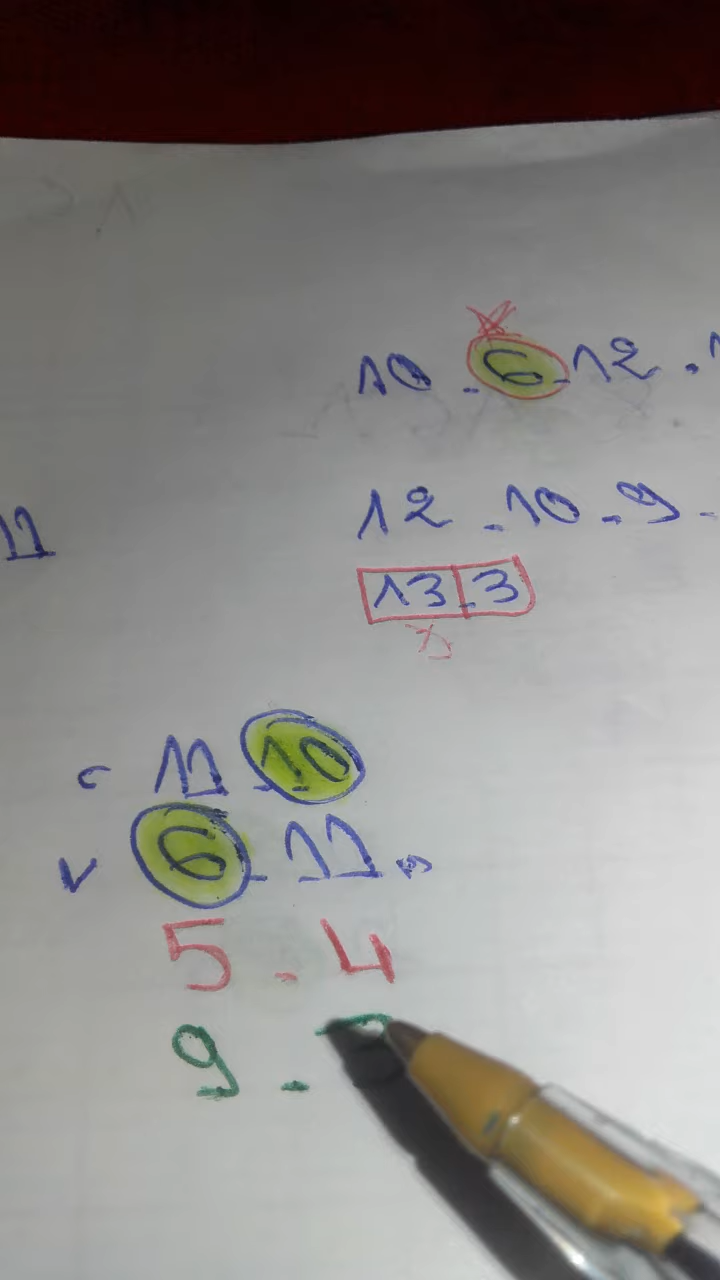 10 . 6 . 12 .
12 . 10 . 9 .
11
13 . 3
c 11 . 10
v 6 . 11 ,,
5 . 4
9 .